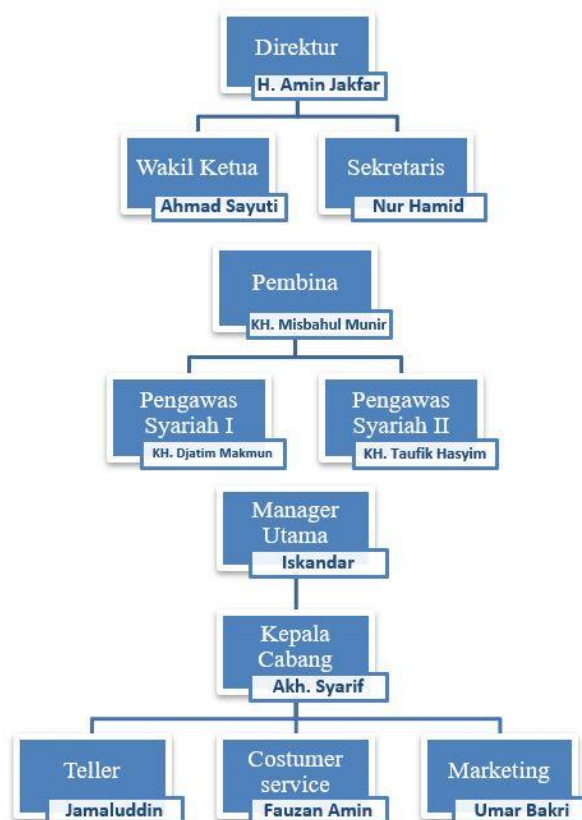 Direktur
H. Amin Jakfar
Wakil Ketua
Ahmad Sayuti
Sekretaris
Nur Hamid
Pembina
KH. Misbahul Munir
Pengawas
Syariah I
KH. Djatim Makmun
Pengawas
Syariah II
KH. Taufik Hasyim
Manager
Utama
Iskandar
Kepala
Cabang
Akh. Syarif
Teller
Jamaluddin
Costumer
service
Fauzan Amin
Marketing
Umar Bakri